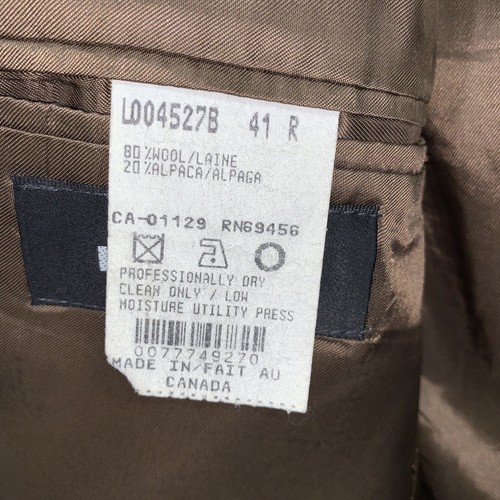 L004527B 41 R
80%WOOL/LAINE
20%ALPACA/ALPAGA
CA-01129 RN69456
PROFESSIONALLY DRY
CLEAN ONLY / LOW
MOISTURE UTILITY PRESS
0077749270
MADE IN/FAIT AU
CANADA